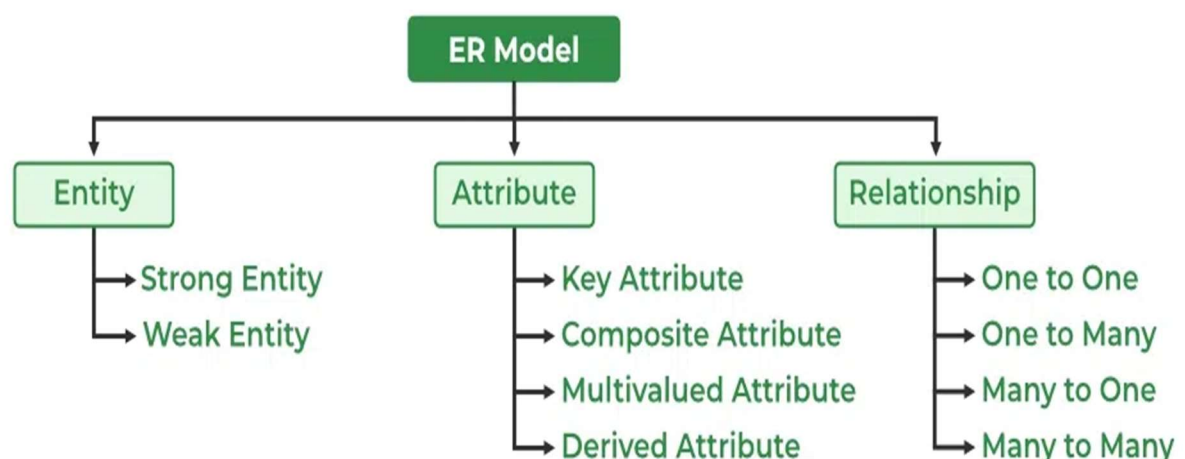 ER Model
Entity
Strong Entity
Weak Entity
Attribute
Key Attribute
Composite Attribute
Multivalued Attribute
Derived Attribute
Relationship
One to One
One to Many
Many to One
Many to Many